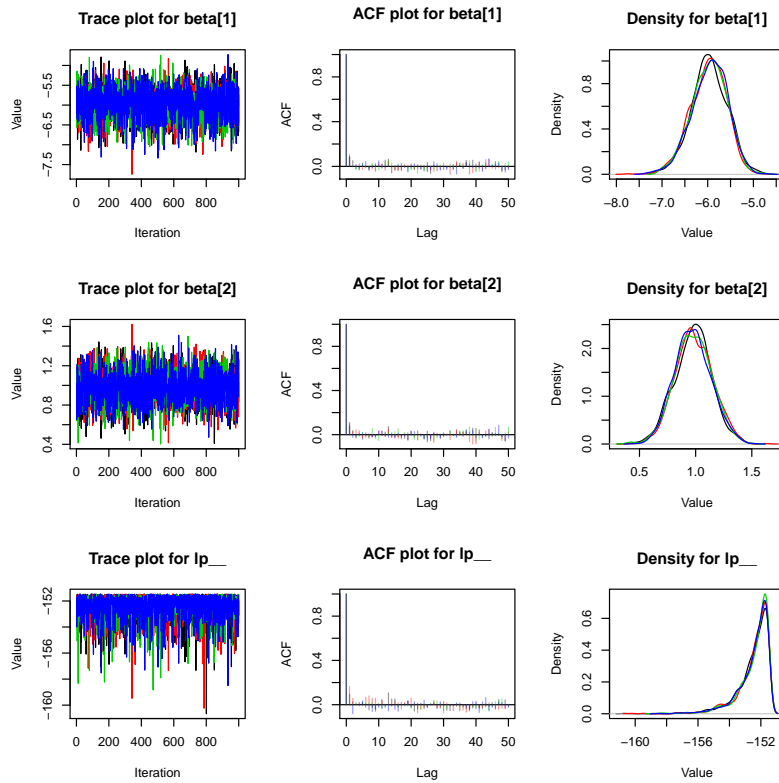 Trace plot for beta[1]
Value
−5.5
−6.5
−7.5
0 200 400 600 800
Iteration
ACF plot for beta[1]
ACF
0.8
0.4
0.0
0 10 20 30 40 50
Lag
Density for beta[1]
Density
0.8
0.4
0.0
−8.0 −7.0 −6.0 −5.0
Value
Trace plot for beta[2]
Value
1.6
1.2
0.8
0.4
0 200 400 600 800
Iteration
ACF plot for beta[2]
ACF
0.8
0.4
0.0
0 10 20 30 40 50
Lag
Density for beta[2]
Density
2.0
1.0
0.0
0.5 1.0 1.5
Value
Trace plot for lp__
Value
−152
−156
−160
0 200 400 600 800
Iteration
ACF plot for lp__
ACF
0.8
0.4
0.0
0 10 20 30 40 50
Lag
Density for lp__
Density
0.6
0.4
0.2
0.0
−160 −156 −152
Value